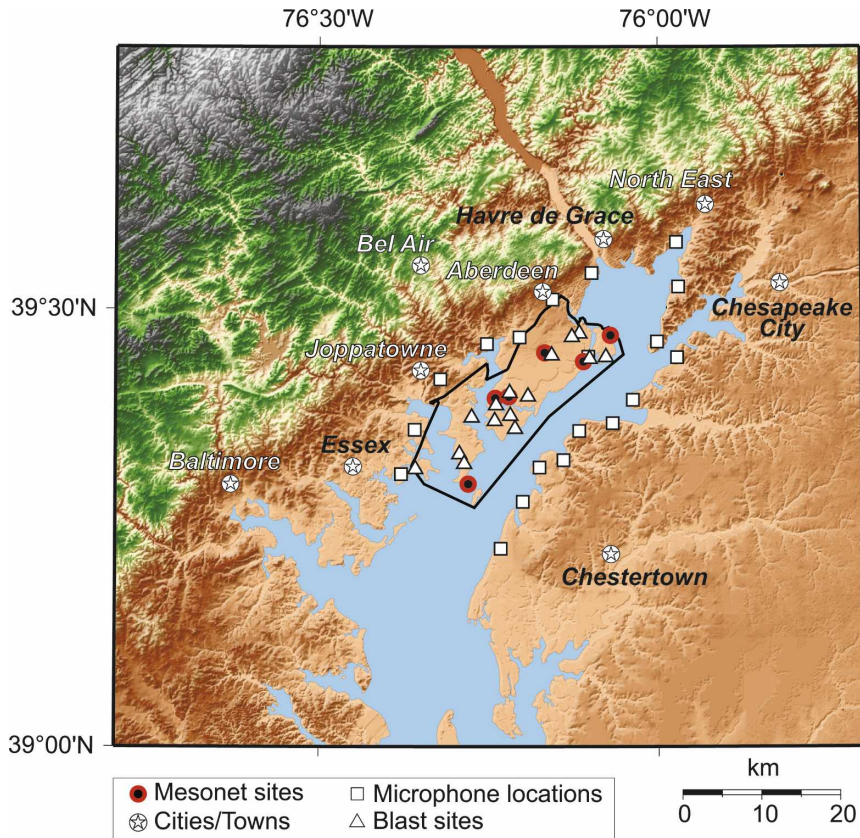 76°30'W
76°00'W
North East
Havre de Grace
Bel Air
Aberdeen
39°30'N
Chesapeake
City
Joppatowne
Essex
Baltimore
Chestertown
39°00'N
km
Mesonet sites
Microphone locations
Cities/Towns
Blast sites
0 10 20